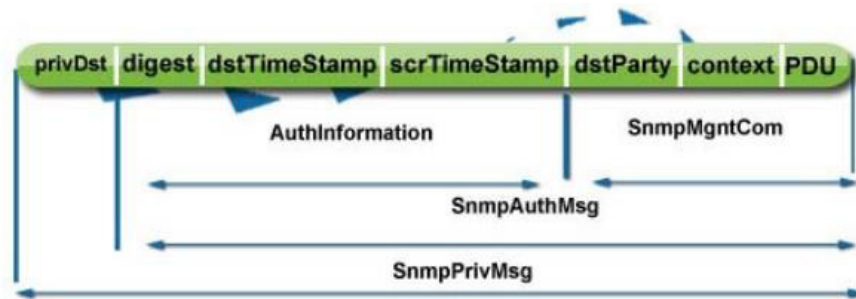 privDst digest dstTimeStamp scrTimeStamp dstParty context PDU
AuthInformation
SnmpMgntCom
SnmpAuthMsg
SnmpPrivMsg